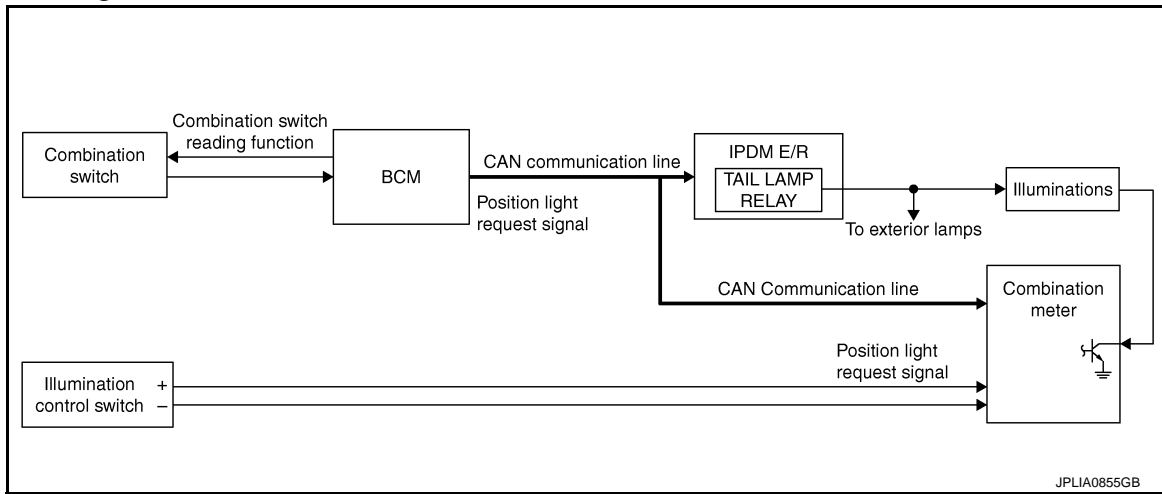 Combination switch
reading function
Combination
switch
BCM
CAN communication line
Position light
request signal
IPDM E/R
TAIL LAMP
RELAY
To exterior lamps
Illuminations
CAN Communication line
Combination
meter
Position light
request signal
Illumination +
control switch –
JPLIA0855GB